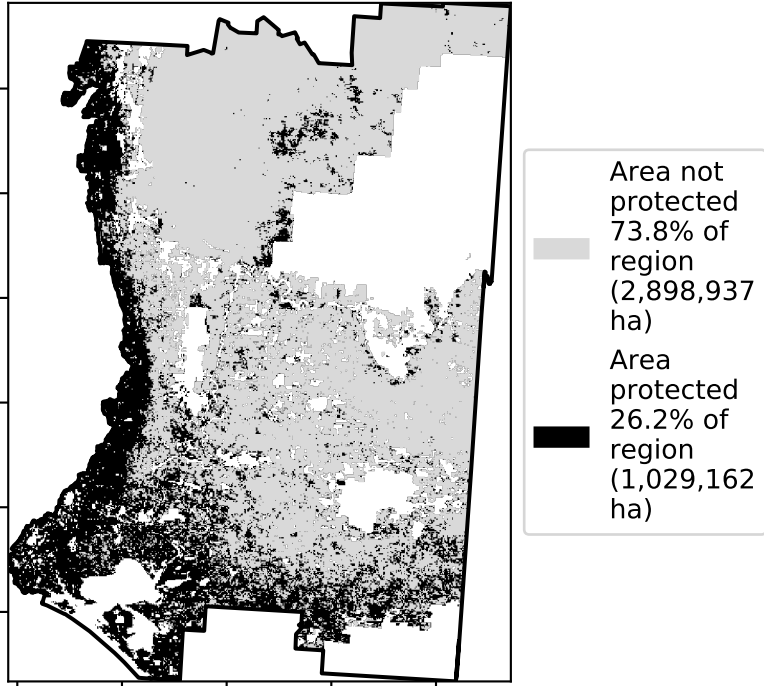 Area not
protected
73.8% of
region
(2,898,937
ha)
Area
protected
26.2% of
region
(1,029,162
ha)